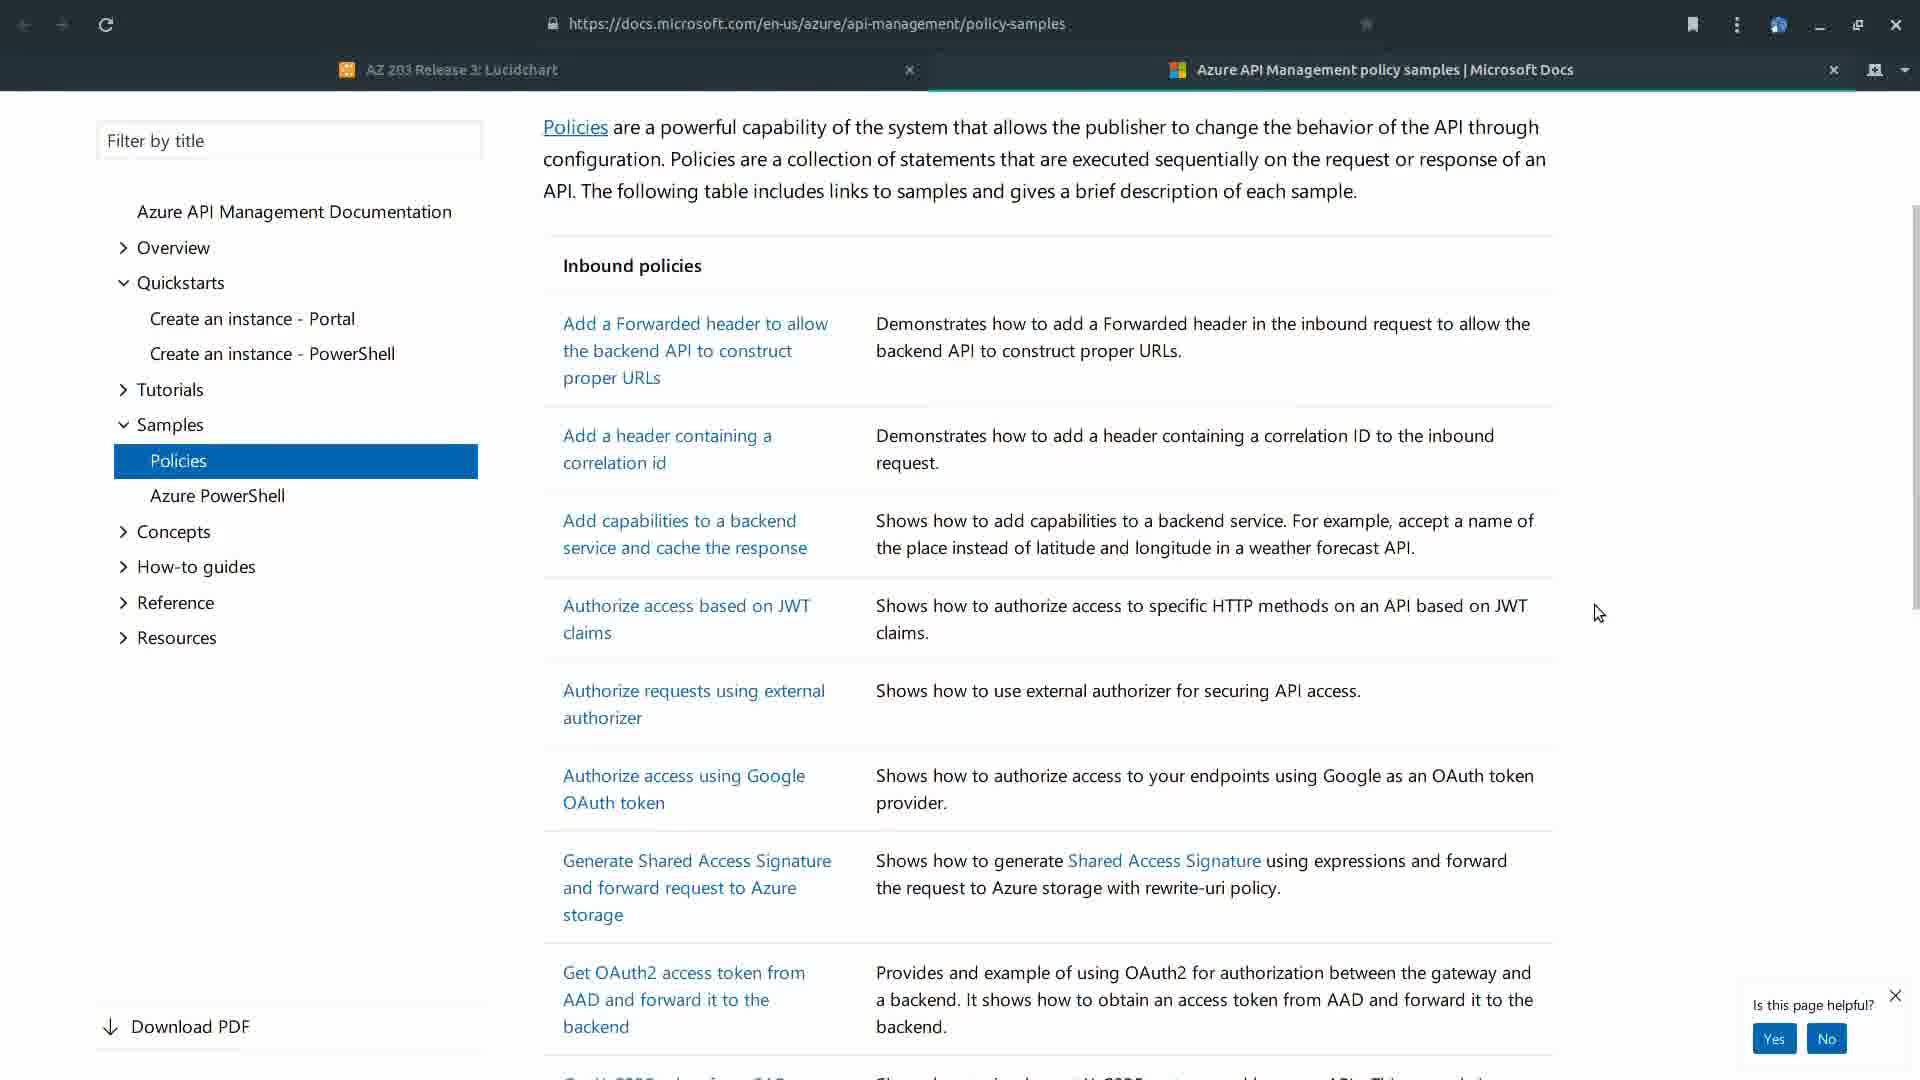 https://docs.microsoft.com/en-us/azure/api-management/policy-samples
AZ 203 Release 3: Lucidchart
Azure API Management policy samples | Microsoft Docs
Filter by title
Azure API Management Documentation
Overview
Quickstarts
Create an instance - Portal
Create an instance - PowerShell
Tutorials
Samples
Policies
Azure PowerShell
Concepts
How-to guides
Reference
Resources
Download PDF
Policies are a powerful capability of the system that allows the publisher to change the behavior of the API through
configuration. Policies are a collection of statements that are executed sequentially on the request or response of an
API. The following table includes links to samples and gives a brief description of each sample.
Inbound policies
Add a Forwarded header to allow
the backend API to construct
proper URLs
Demonstrates how to add a Forwarded header in the inbound request to allow the
backend API to construct proper URLs.
Add a header containing a
correlation id
Demonstrates how to add a header containing a correlation ID to the inbound
request.
Add capabilities to a backend
service and cache the response
Shows how to add capabilities to a backend service. For example, accept a name of
the place instead of latitude and longitude in a weather forecast API.
Authorize access based on JWT
claims
Shows how to authorize access to specific HTTP methods on an API based on JWT
claims.
Authorize requests using external
authorizer
Shows how to use external authorizer for securing API access.
Authorize access using Google
OAuth token
Shows how to authorize access to your endpoints using Google as an OAuth token
provider.
Generate Shared Access Signature
and forward request to Azure
storage
Shows how to generate Shared Access Signature using expressions and forward
the request to Azure storage with rewrite-uri policy.
Get OAuth2 access token from
AAD and forward it to the
backend
Provides and example of using OAuth2 for authorization between the gateway and
a backend. It shows how to obtain an access token from AAD and forward it to the
backend.
Is this page helpful?
Yes
No